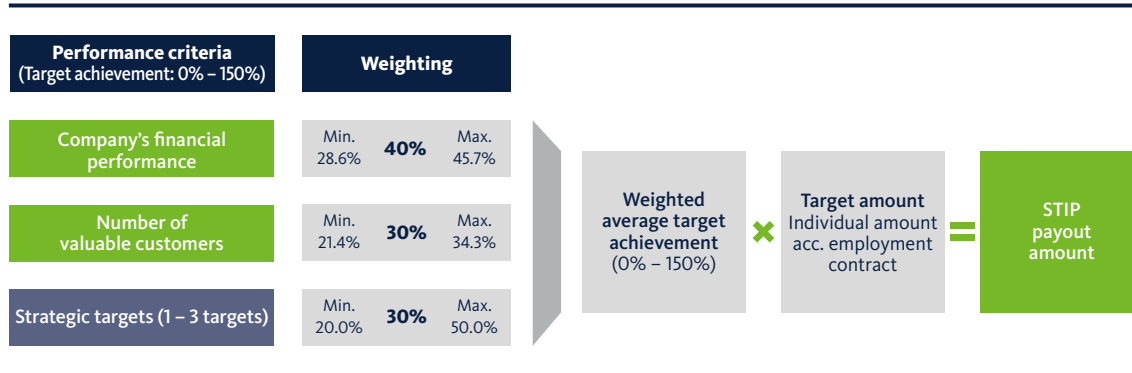 Performance criteria
(Target achievement: 0% – 150%)
Weighting
Company’s financial
performance
Min. 40% Max.
28.6% 45.7%
Number of
valuable customers
Min. 30% Max.
21.4% 34.3%
Strategic targets (1 – 3 targets)
Min. 30% Max.
20.0% 50.0%
Weighted
average target
achievement
(0% – 150%)
×
Target amount
Individual amount
acc. employment
contract
=
STIP
payout
amount